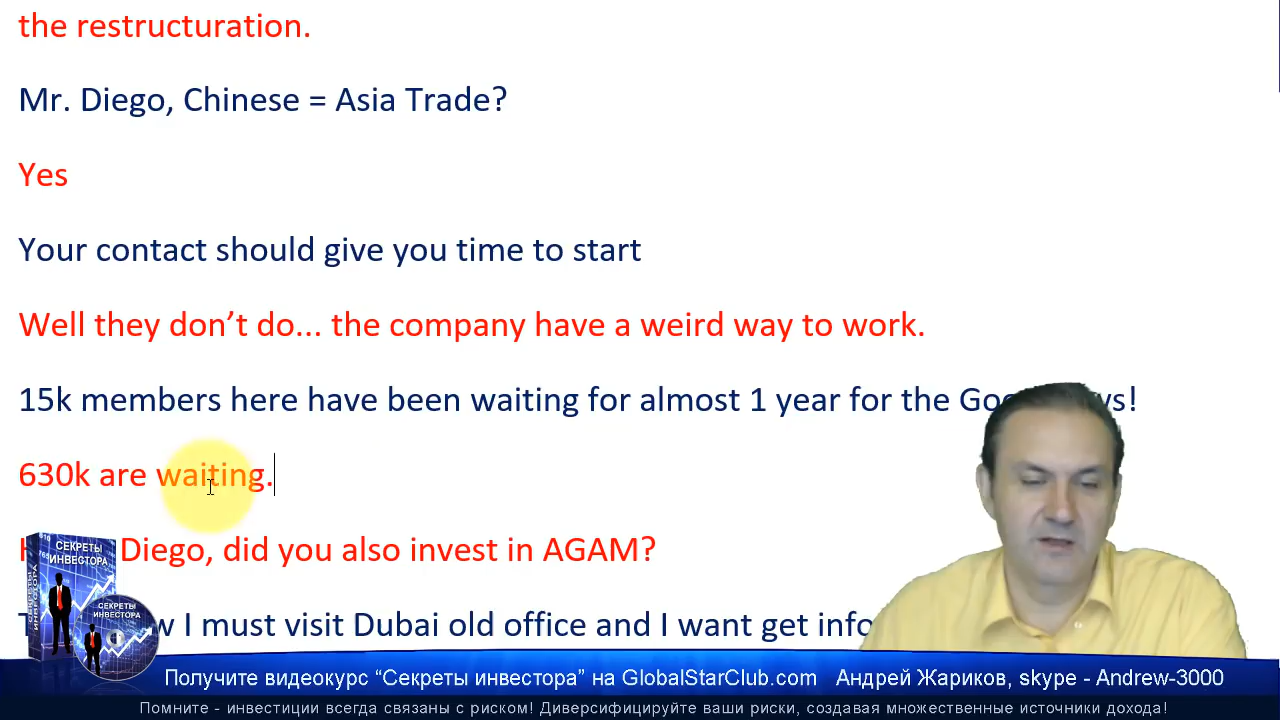 the restructuration.
Mr. Diego, Chinese = Asia Trade?
Yes
Your contact should give you time to start
Well they don’t do... the company have a weird way to work.
15k members here have been waiting for almost 1 year for the
630k are waiting.
Diego, did you also invest in AGAM?
I must visit Dubai old office and I want get info
СЕКРЕТЫ
ИНВЕСТОРА
СЕКРЕТЫ
ИНВЕСТОРА
Получите видеокурс “Секреты инвестора” на GlobalStarClub.com Андрей Жариков, skype - Andrew-3000
Помните - инвестиции всегда связаны с риском! Диверсифицируйте ваши риски, создавая множественные источники дохода!